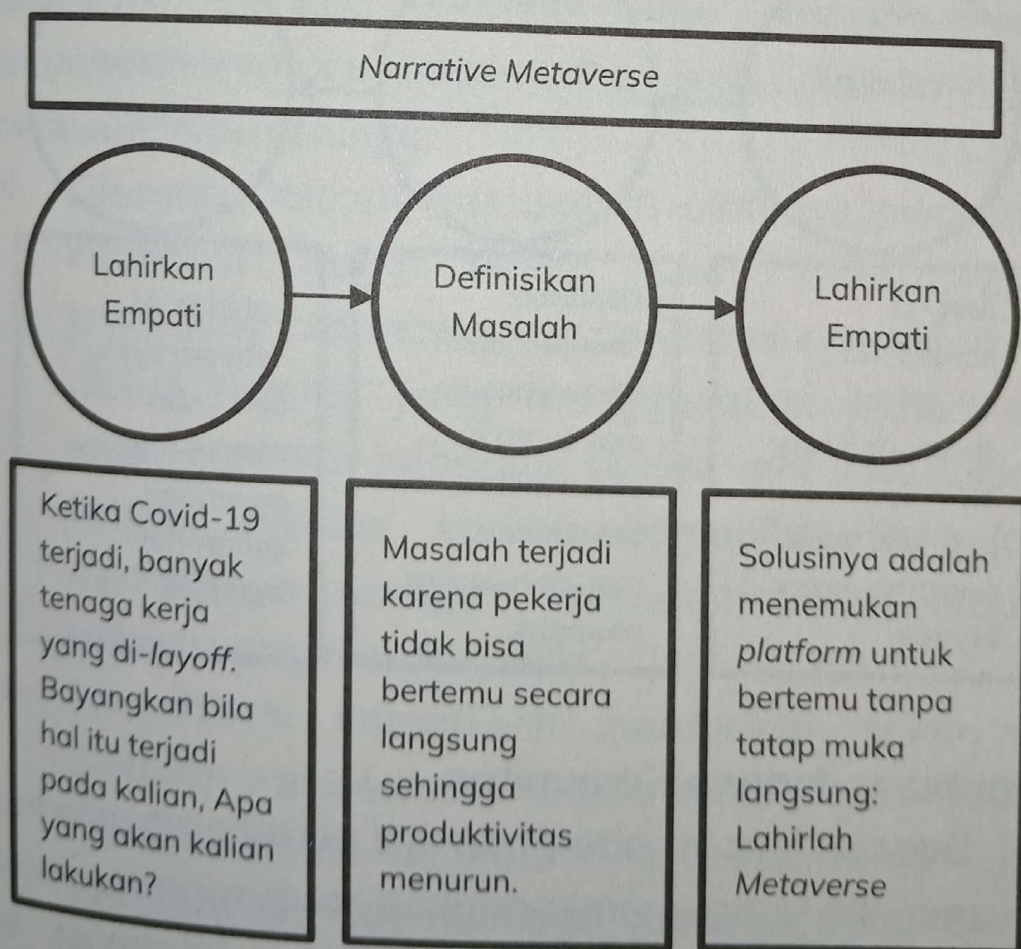 Narrative Metaverse
Lahirkan
Empati
Definisikan
Masalah
Lahirkan
Empati
Ketika Covid-19
terjadi, banyak
tenaga kerja
yang di-layoff.
Bayangkan bila
hal itu terjadi
pada kalian, Apa
yang akan kalian
lakukan?
Masalah terjadi
karena pekerja
tidak bisa
bertemu secara
langsung
sehingga
produktivitas
menurun.
Solusinya adalah
menemukan
platform untuk
bertemu tanpa
tatap muka
langsung:
Lahirlah
Metaverse